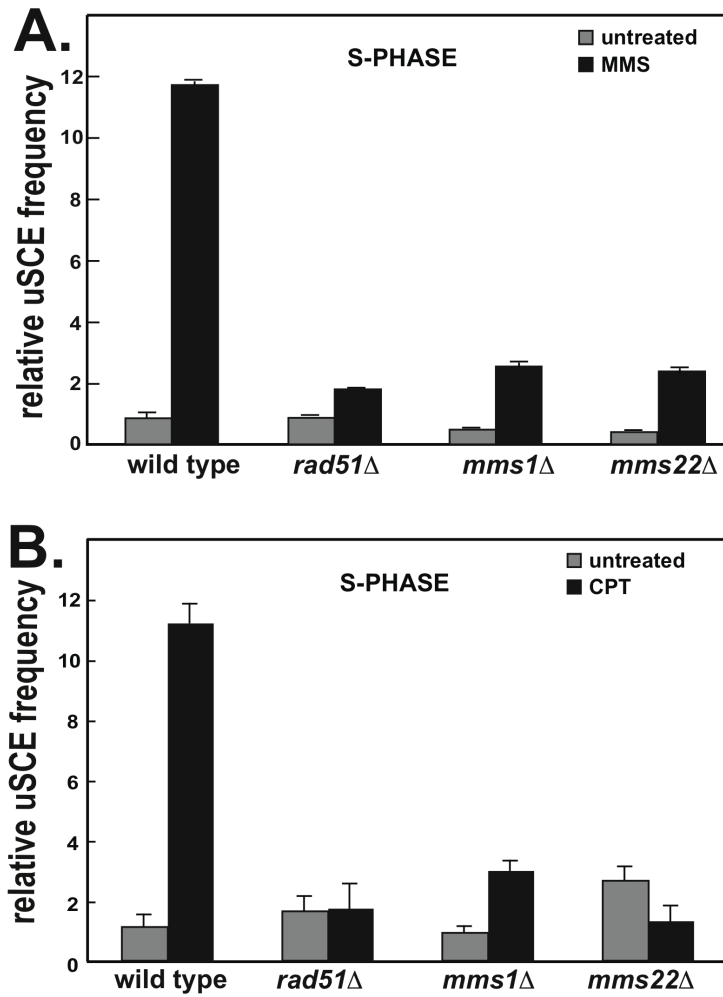 A.
S-PHASE
untreated
MMS
relative uSCE frequency
12
10
8
6
4
2
0
wild type rad51Δ mms1Δ mms22Δ
B.
S-PHASE
untreated
CPT
relative uSCE frequency
12
10
8
6
4
2
0
wild type rad51Δ mms1Δ mms22Δ